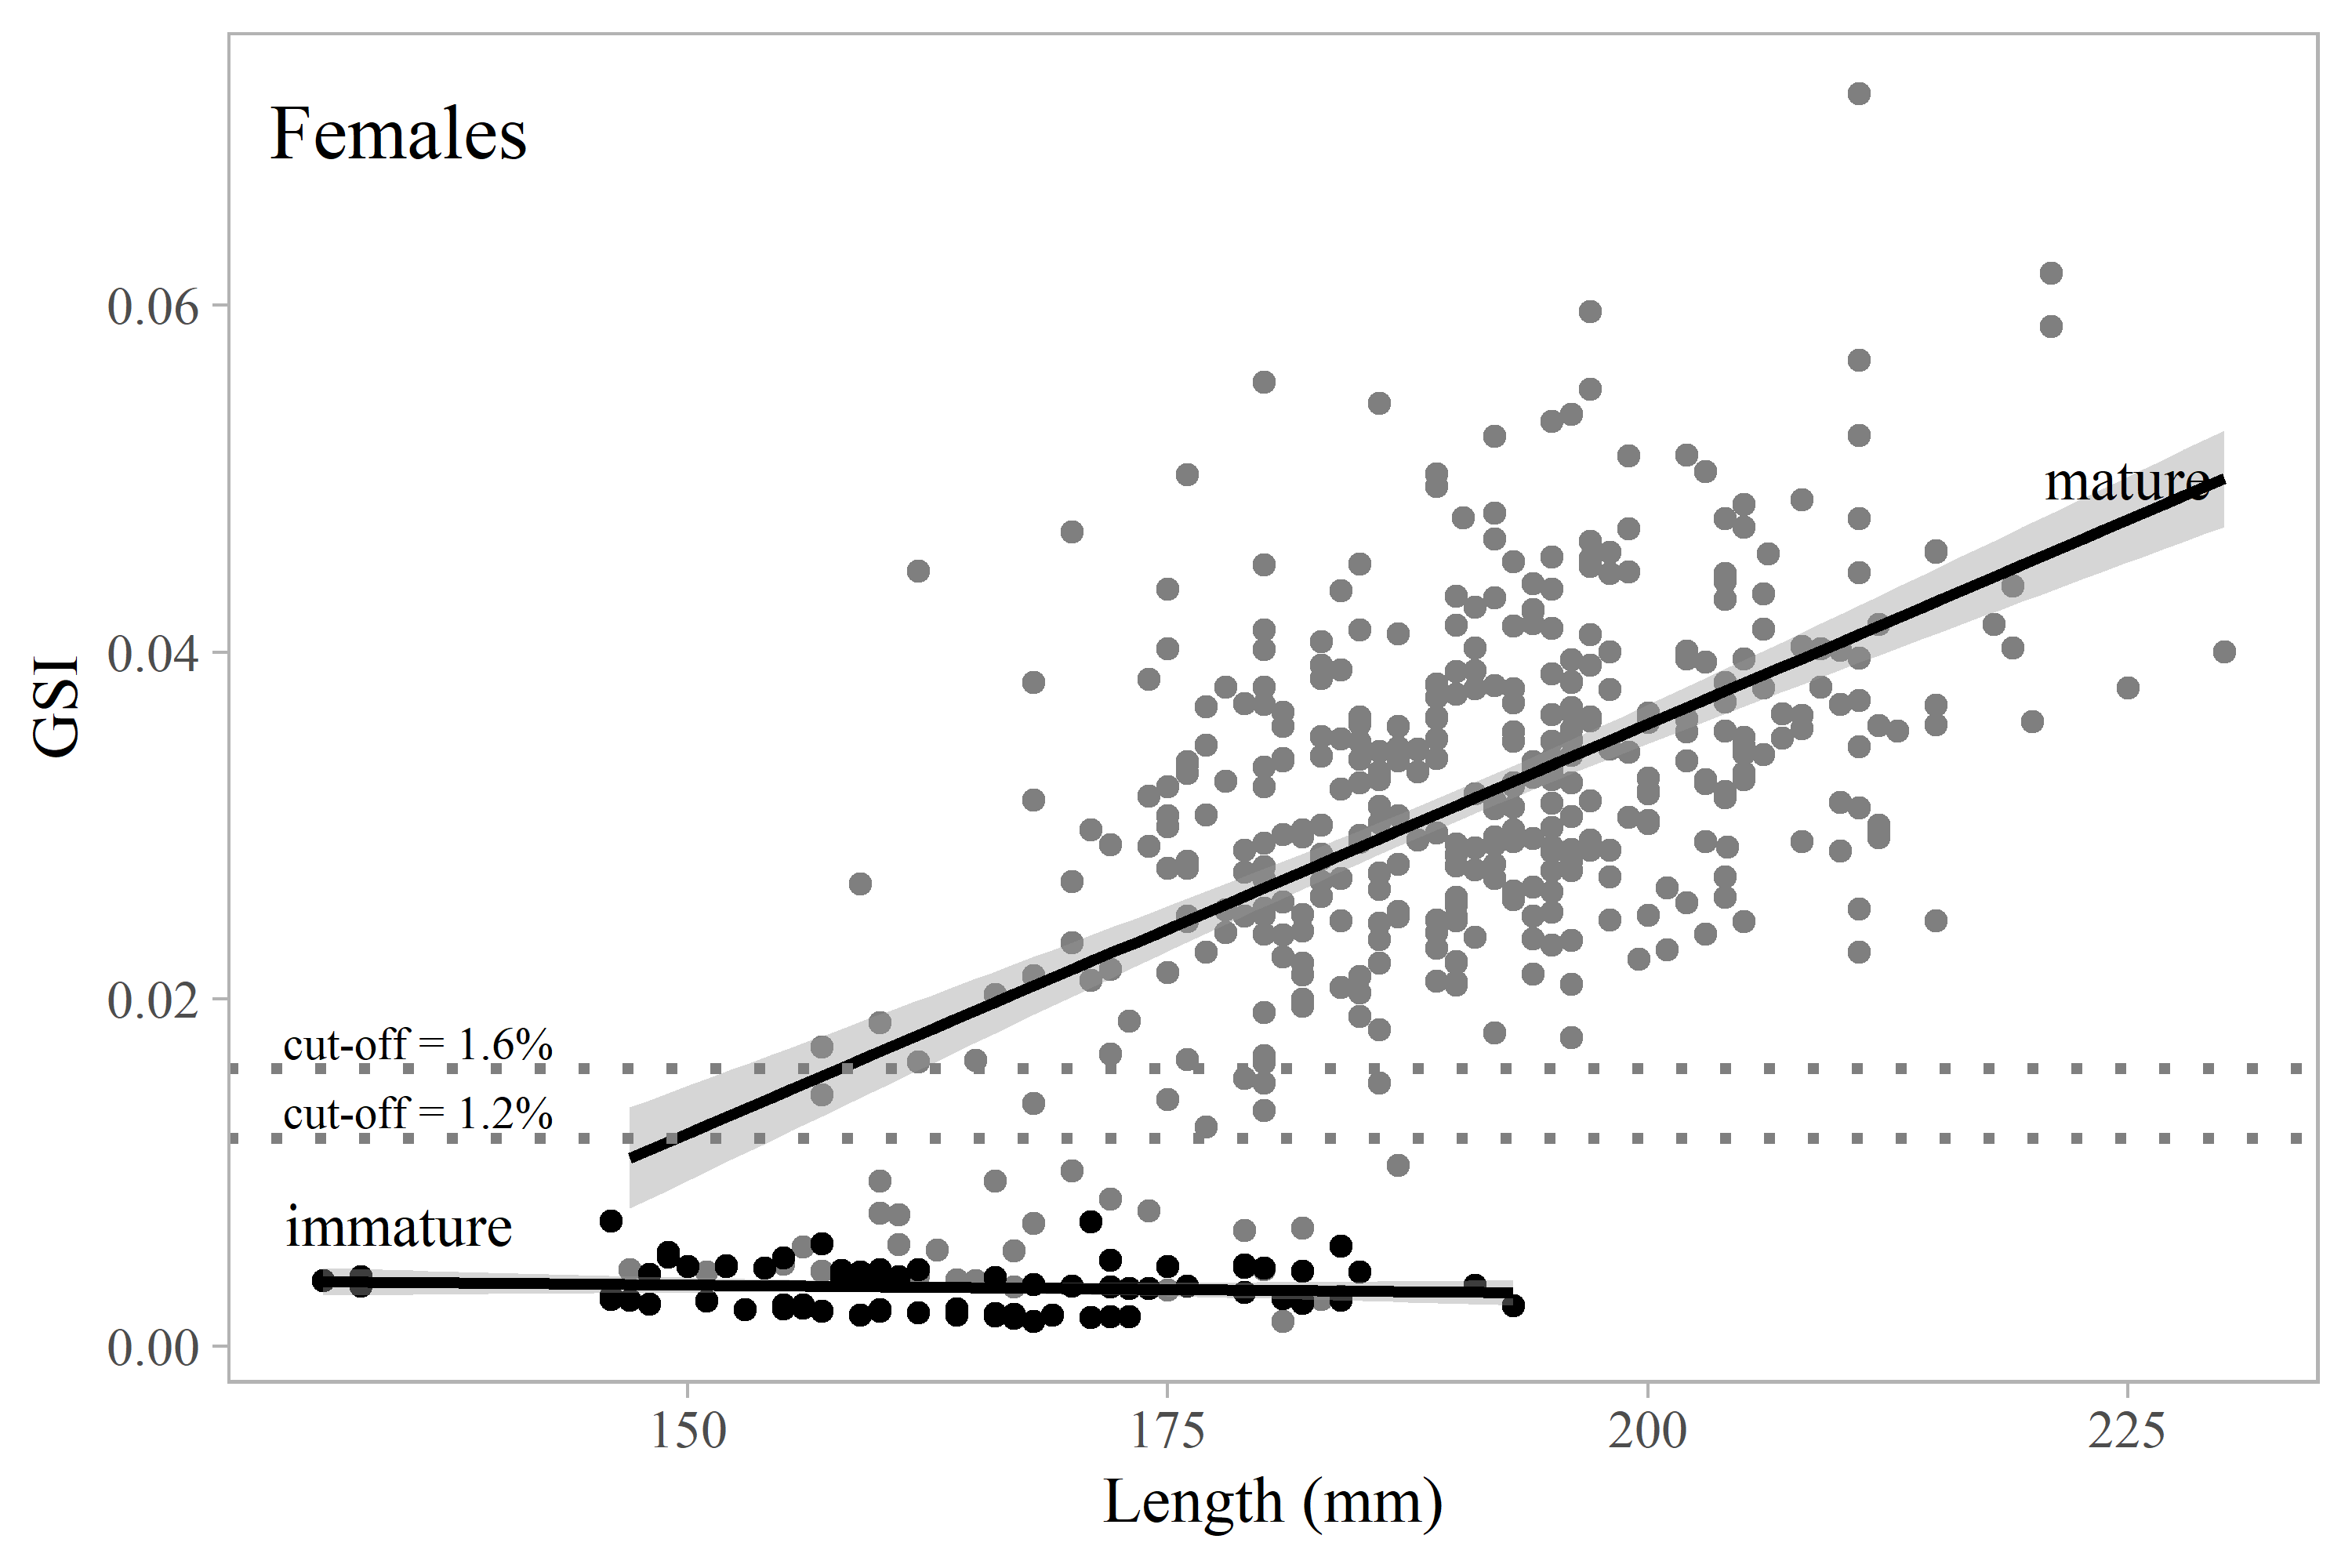 Females
0.06
mature
0.04
GSI
0.02
cut-off = 1.6%
cut-off = 1.2%
immature
0.00
150 175 200 225
Length (mm)